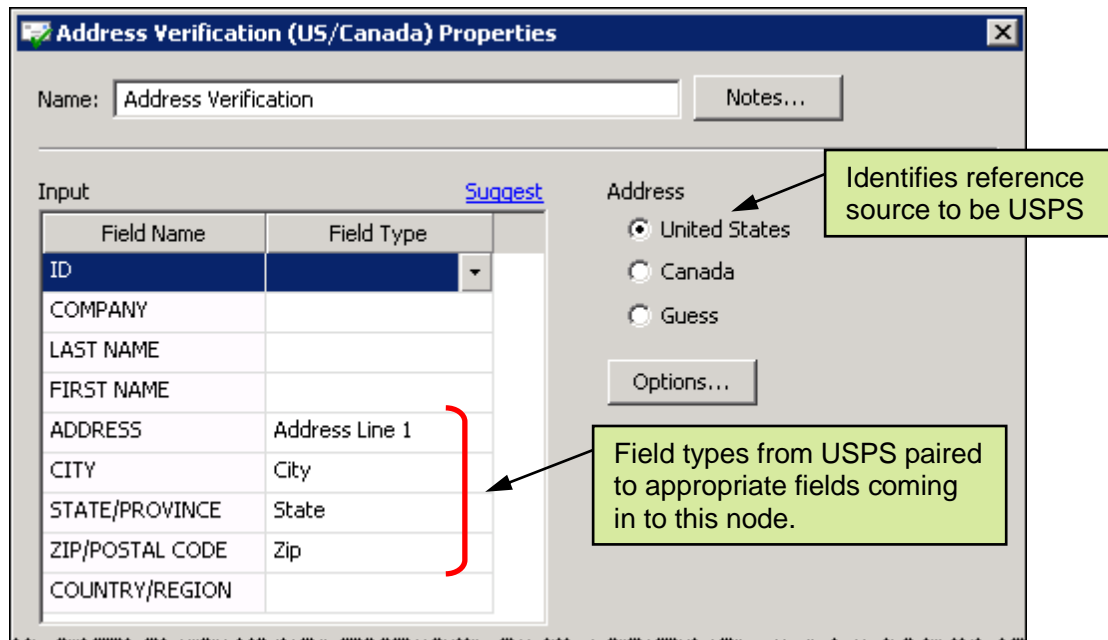 Address Verification (US/Canada) Properties
Name: Address Verification Notes...
Input Suggest
Field Name Field Type
ID
COMPANY
LAST NAME
FIRST NAME
ADDRESS Address Line 1
CITY City
STATE/PROVINCE State
ZIP/POSTAL CODE Zip
COUNTRY/REGION
Address
United States
Canada
Guess
Options...
Identifies reference
source to be USPS
Field types from USPS paired
to appropriate fields coming
in to this node.